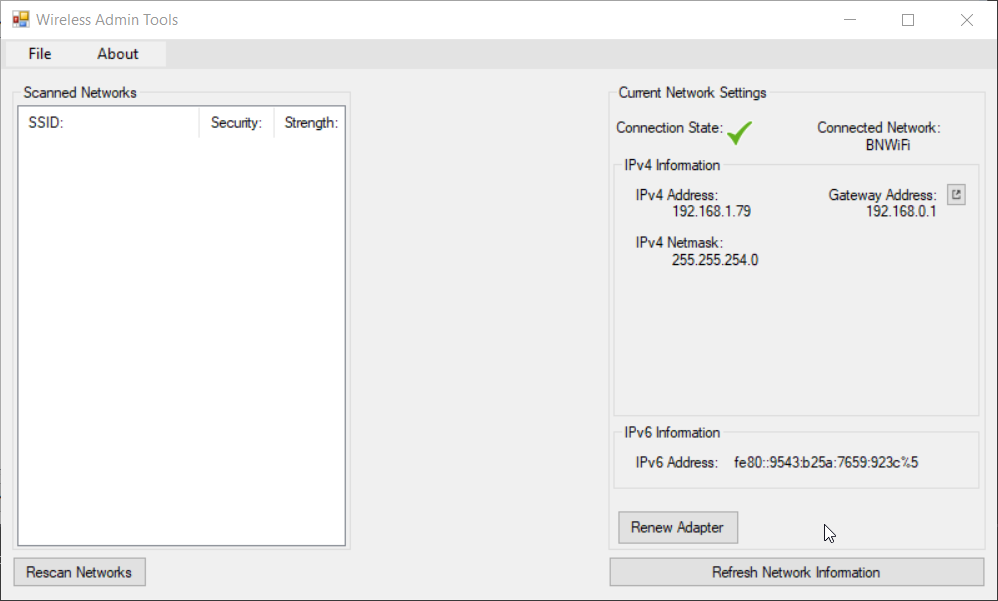 Wireless Admin Tools
File About
Scanned Networks
SSID: Security: Strength:
Rescan Networks
Current Network Settings
Connection State: Connected Network:
BNWiFi
IPv4 Information
IPv4 Address: Gateway Address:
192.168.1.79 192.168.0.1
IPv4 Netmask:
255.255.254.0
IPv6 Information
IPv6 Address: fe80::9543:b25a:7659:923c%5
Renew Adapter
Refresh Network Information